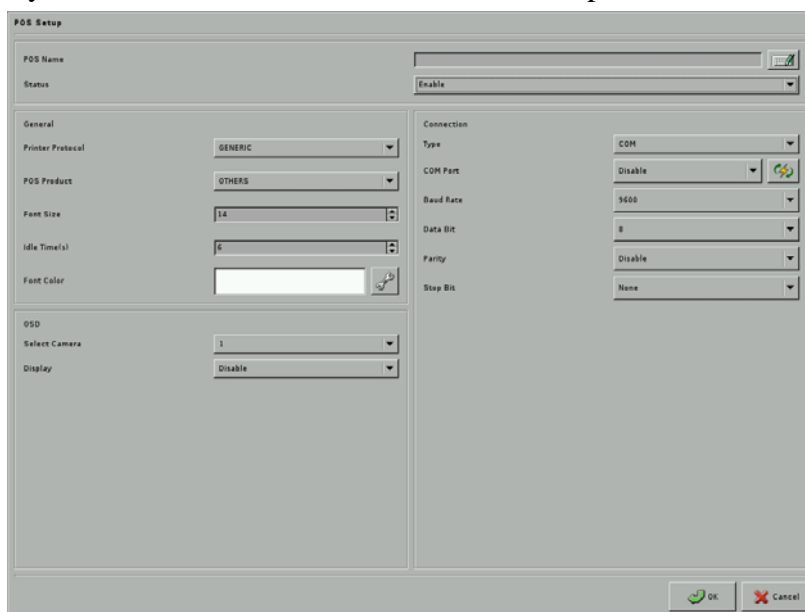 POS Setup
POS Name
Status Enable
General
Printer Protocol GENERIC
POS Product OTHERS
Font Size 14
Idle Time(s) 6
Font Color
OSD
Select Camera 1
Display Disable
Connection
Type COM
COM Port Disable
Baud Rate 9600
Data Bit 8
Parity Disable
Stop Bit None
OK Cancel